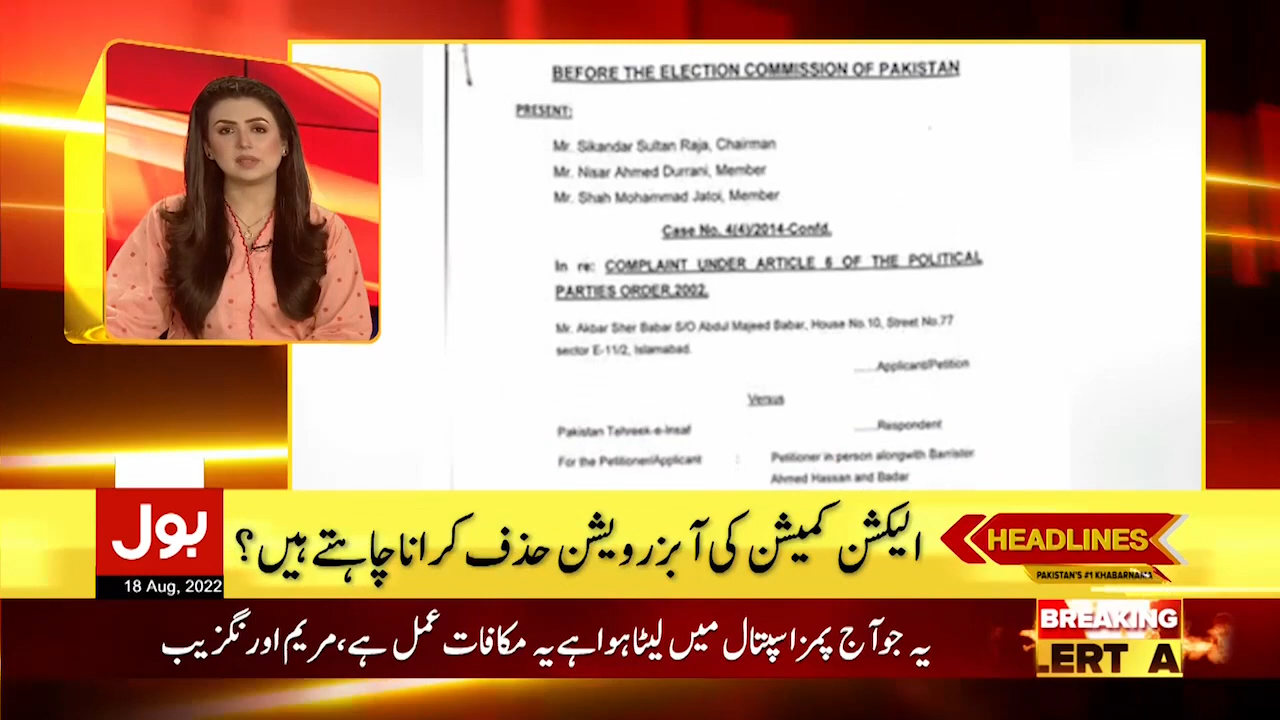 BEFORE THE ELECTION COMMISSION OF PAKISTAN
PRESENT:
Mr. Sikandar Sultan Raja, Chairman
Mr. Nisar Ahmed Durrani, Member
Mr. Shah Mohammad Jatoi, Member
Case No. 4(4)/2014-Confd.
In re: COMPLAINT UNDER ARTICLE 6 OF THE POLITICAL
PARTIES ORDER,2002.
Mr. Akbar Sher Babar S/O Abdul Majeed Babar, House No.10, Street No.77
sector E-11/2, Islamabad.
......Applicant/Petition
Versus
Pakistan Tehreek-e-Insaf ......Respondent
For the Petitioner/Applicant : Petitioner in person alongwith Barrister
Ahmed Hassan and Badar
بول
18 Aug, 2022
الیکشن کمیشن کی آبزرویشن حذف کرانا چاہتے ہیں؟
HEADLINES
PAKISTAN'S #1 KHABARNAMA
یہ جو آج پمز اسپتال میں لیٹا ہوا ہے یہ مکافات عمل ہے، مریم اورنگزیب
BREAKING
LERT A